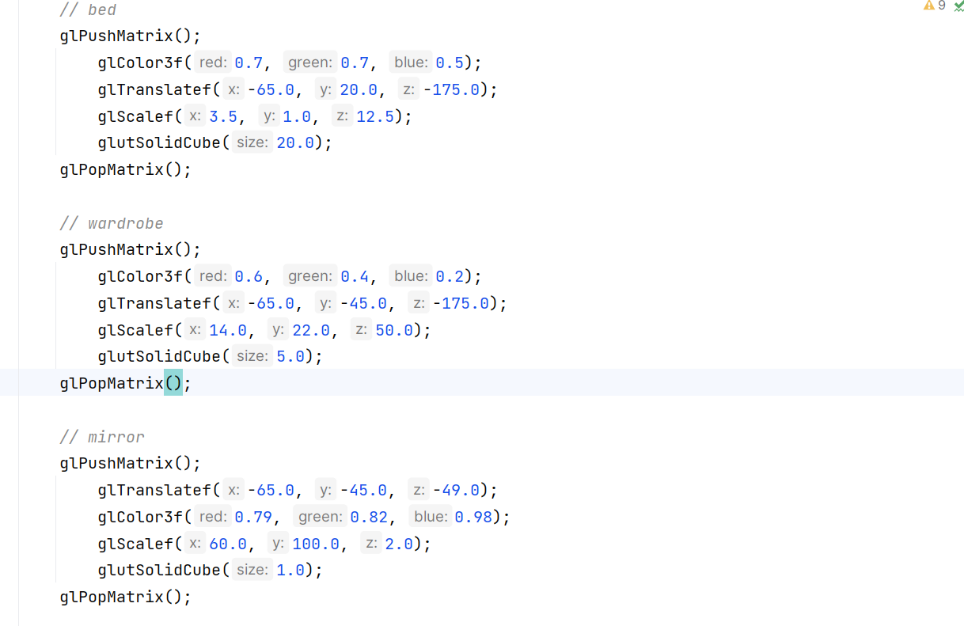 // bed
9
glPushMatrix();
glColor3f( red: 0.7, green: 0.7, blue: 0.5);
glTranslatef( x: -65.0, y: 20.0, z: -175.0);
glScalef( x: 3.5, y: 1.0, z: 12.5);
glutSolidCube( size: 20.0);
glPopMatrix();
// wardrobe
glPushMatrix();
glColor3f( red: 0.6, green: 0.4, blue: 0.2);
glTranslatef( x: -65.0, y: -45.0, z: -175.0);
glScalef( x: 14.0, y: 22.0, z: 50.0);
glutSolidCube( size: 5.0);
glPopMatrix();
// mirror
glPushMatrix();
glTranslatef( x: -65.0, y: -45.0, z: -49.0);
glColor3f( red: 0.79, green: 0.82, blue: 0.98);
glScalef( x: 60.0, y: 100.0, z: 2.0);
glutSolidCube( size: 1.0);
glPopMatrix();